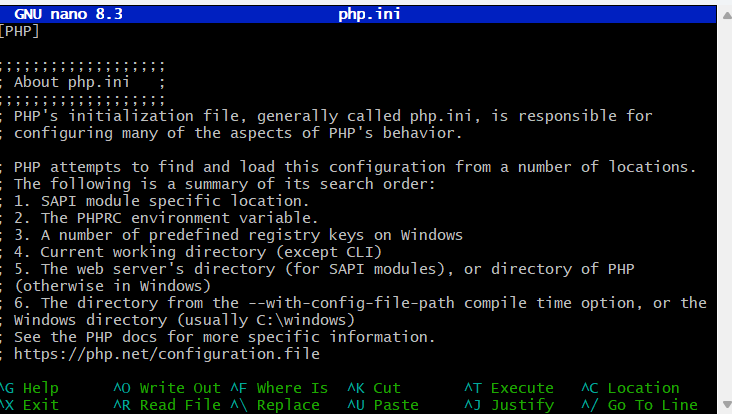 GNU nano 8.3 php.ini
[PHP]
;;;;;;;;;;;;;;;;;;;
; About php.ini   ;
;;;;;;;;;;;;;;;;;;;
; PHP's initialization file, generally called php.ini, is responsible for
; configuring many of the aspects of PHP's behavior.
; PHP attempts to find and load this configuration from a number of locations.
; The following is a summary of its search order:
; 1. SAPI module specific location.
; 2. The PHPRC environment variable.
; 3. A number of predefined registry keys on Windows
; 4. Current working directory (except CLI)
; 5. The web server's directory (for SAPI modules), or directory of PHP
; (otherwise in Windows)
; 6. The directory from the --with-config-file-path compile time option, or the
; Windows directory (usually C:\windows)
; See the PHP docs for more specific information.
; https://php.net/configuration.file
^G Help ^O Write Out ^F Where Is ^K Cut ^T Execute ^C Location
^X Exit ^R Read File ^\ Replace ^U Paste ^J Justify ^/ Go To Line